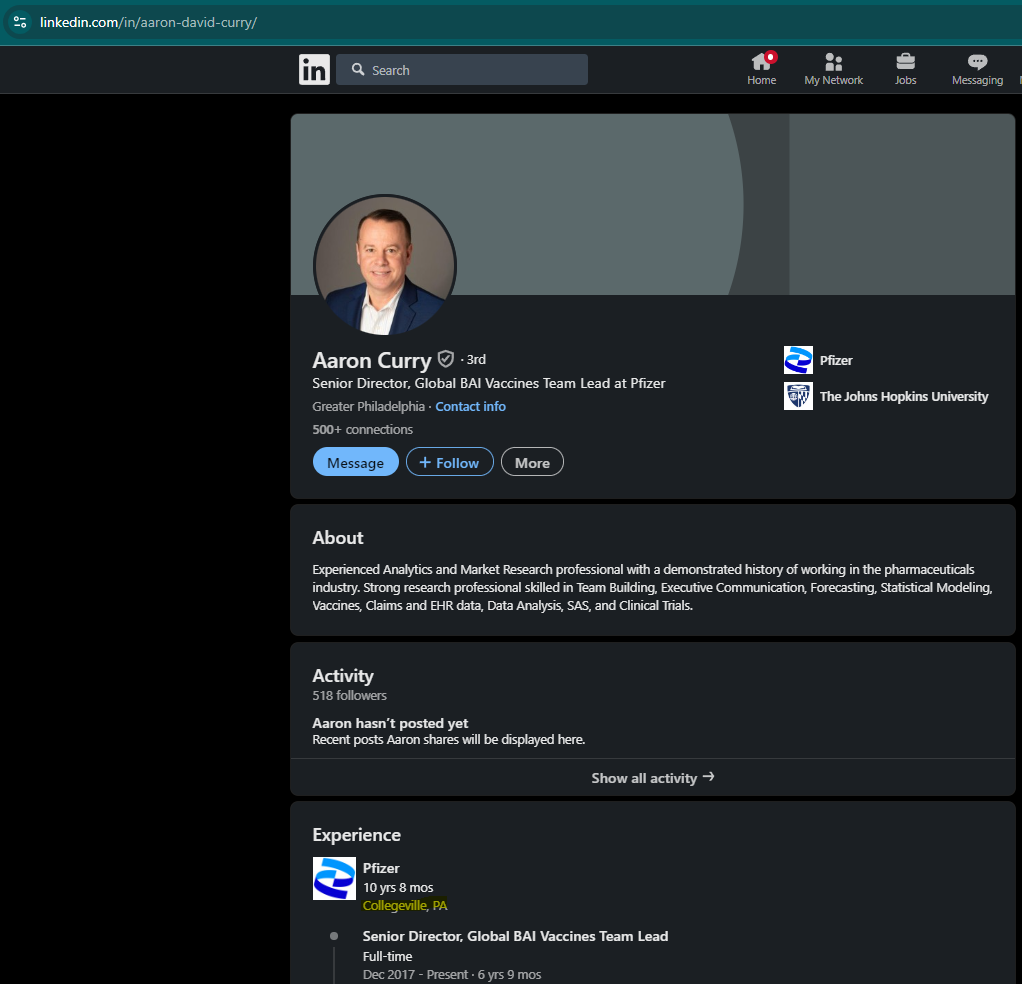 linkedin.com/in/aaron-david-curry/
in
Search
0
Home
My Network
Jobs
Messaging
Aaron Curry · 3rd
Senior Director, Global BAI Vaccines Team Lead at Pfizer
Greater Philadelphia · Contact info
500+ connections
Message
+ Follow
More
Pfizer
The Johns Hopkins University
About
Experienced Analytics and Market Research professional with a demonstrated history of working in the pharmaceuticals
industry. Strong research professional skilled in Team Building, Executive Communication, Forecasting, Statistical Modeling,
Vaccines, Claims and EHR data, Data Analysis, SAS, and Clinical Trials.
Activity
518 followers
Aaron hasn’t posted yet
Recent posts Aaron shares will be displayed here.
Show all activity →
Experience
Pfizer
10 yrs 8 mos
Collegeville, PA
Senior Director, Global BAI Vaccines Team Lead
Full-time
Dec 2017 - Present · 6 yrs 9 mos